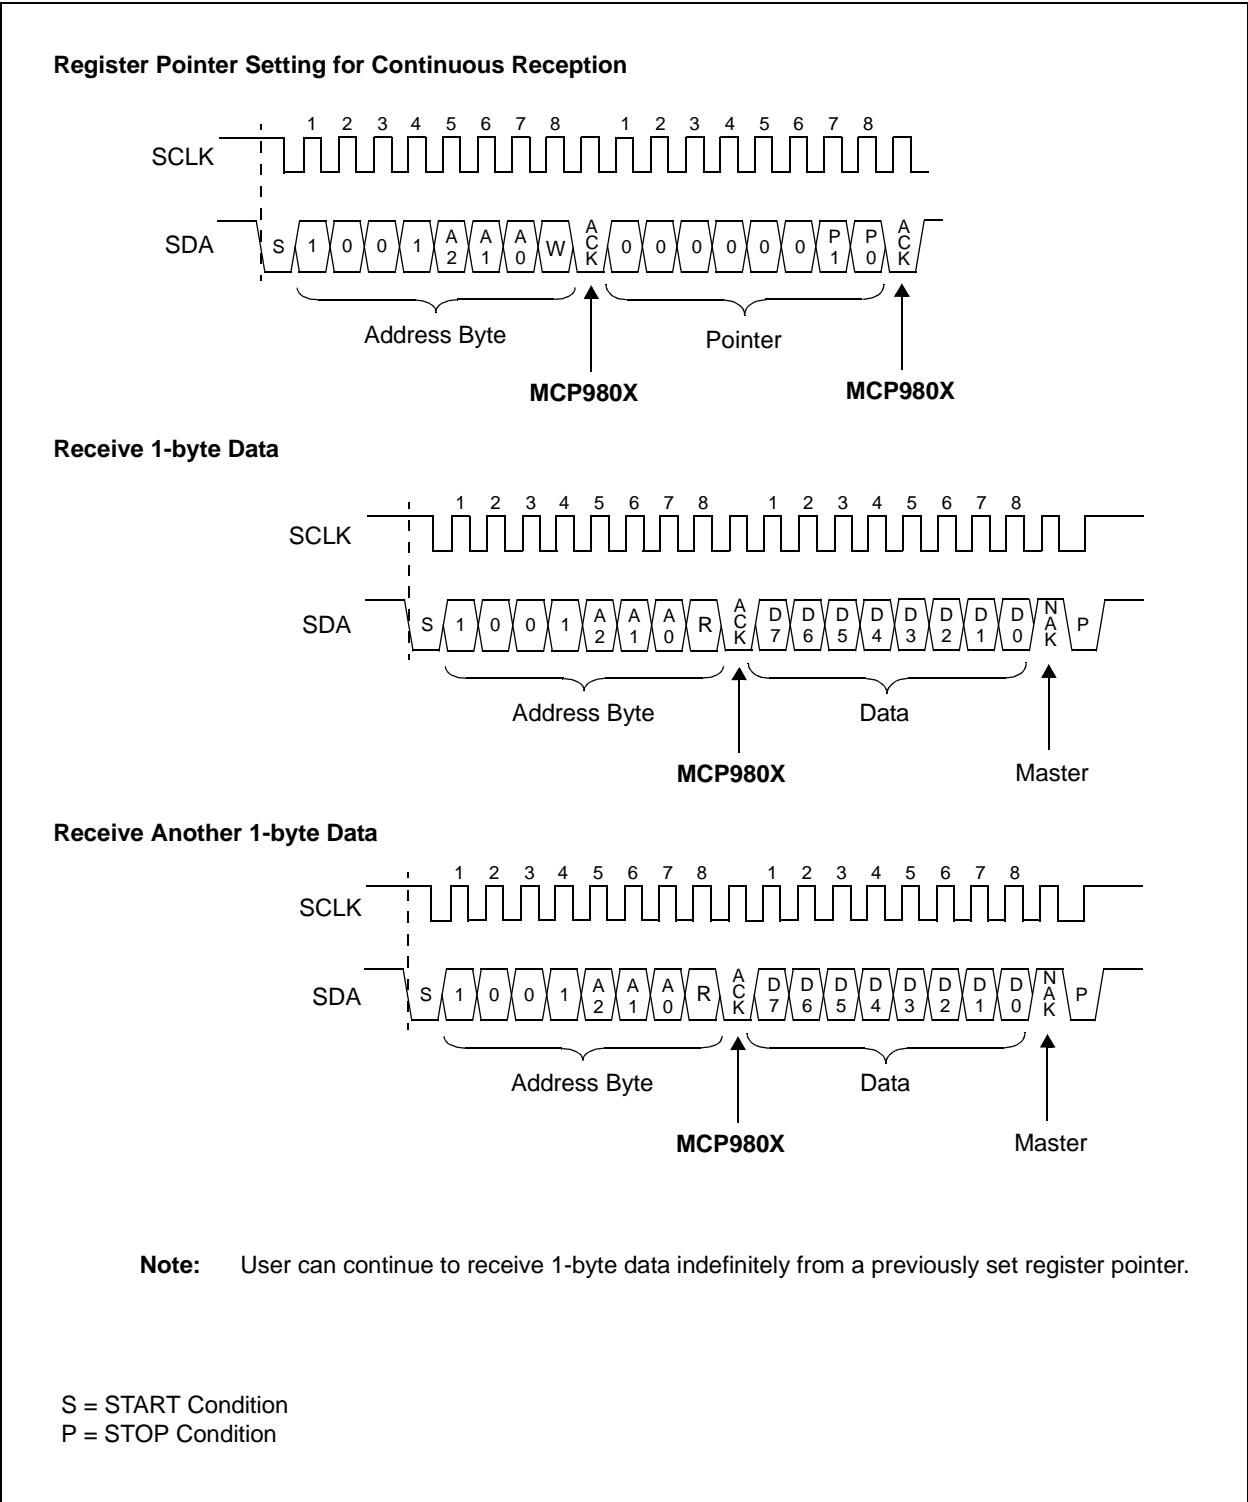 Register Pointer Setting for Continuous Reception
1 2 3 4 5 6 7 8 1 2 3 4 5 6 7 8
SCLK
SDA S 1 0 0 1 A2 A1 A0 W ACK 0 0 0 0 0 0 P1 P0 ACK
Address Byte Pointer
MCP980X MCP980X
Receive 1-byte Data
1 2 3 4 5 6 7 8 1 2 3 4 5 6 7 8
SCLK
SDA S 1 0 0 1 A2 A1 A0 R ACK D7 D6 D5 D4 D3 D2 D1 D0 NAK P
Address Byte Data
MCP980X Master
Receive Another 1-byte Data
1 2 3 4 5 6 7 8 1 2 3 4 5 6 7 8
SCLK
SDA S 1 0 0 1 A2 A1 A0 R ACK D7 D6 D5 D4 D3 D2 D1 D0 NAK P
Address Byte Data
MCP980X Master
Note: User can continue to receive 1-byte data indefinitely from a previously set register pointer.
S = START Condition
P = STOP Condition